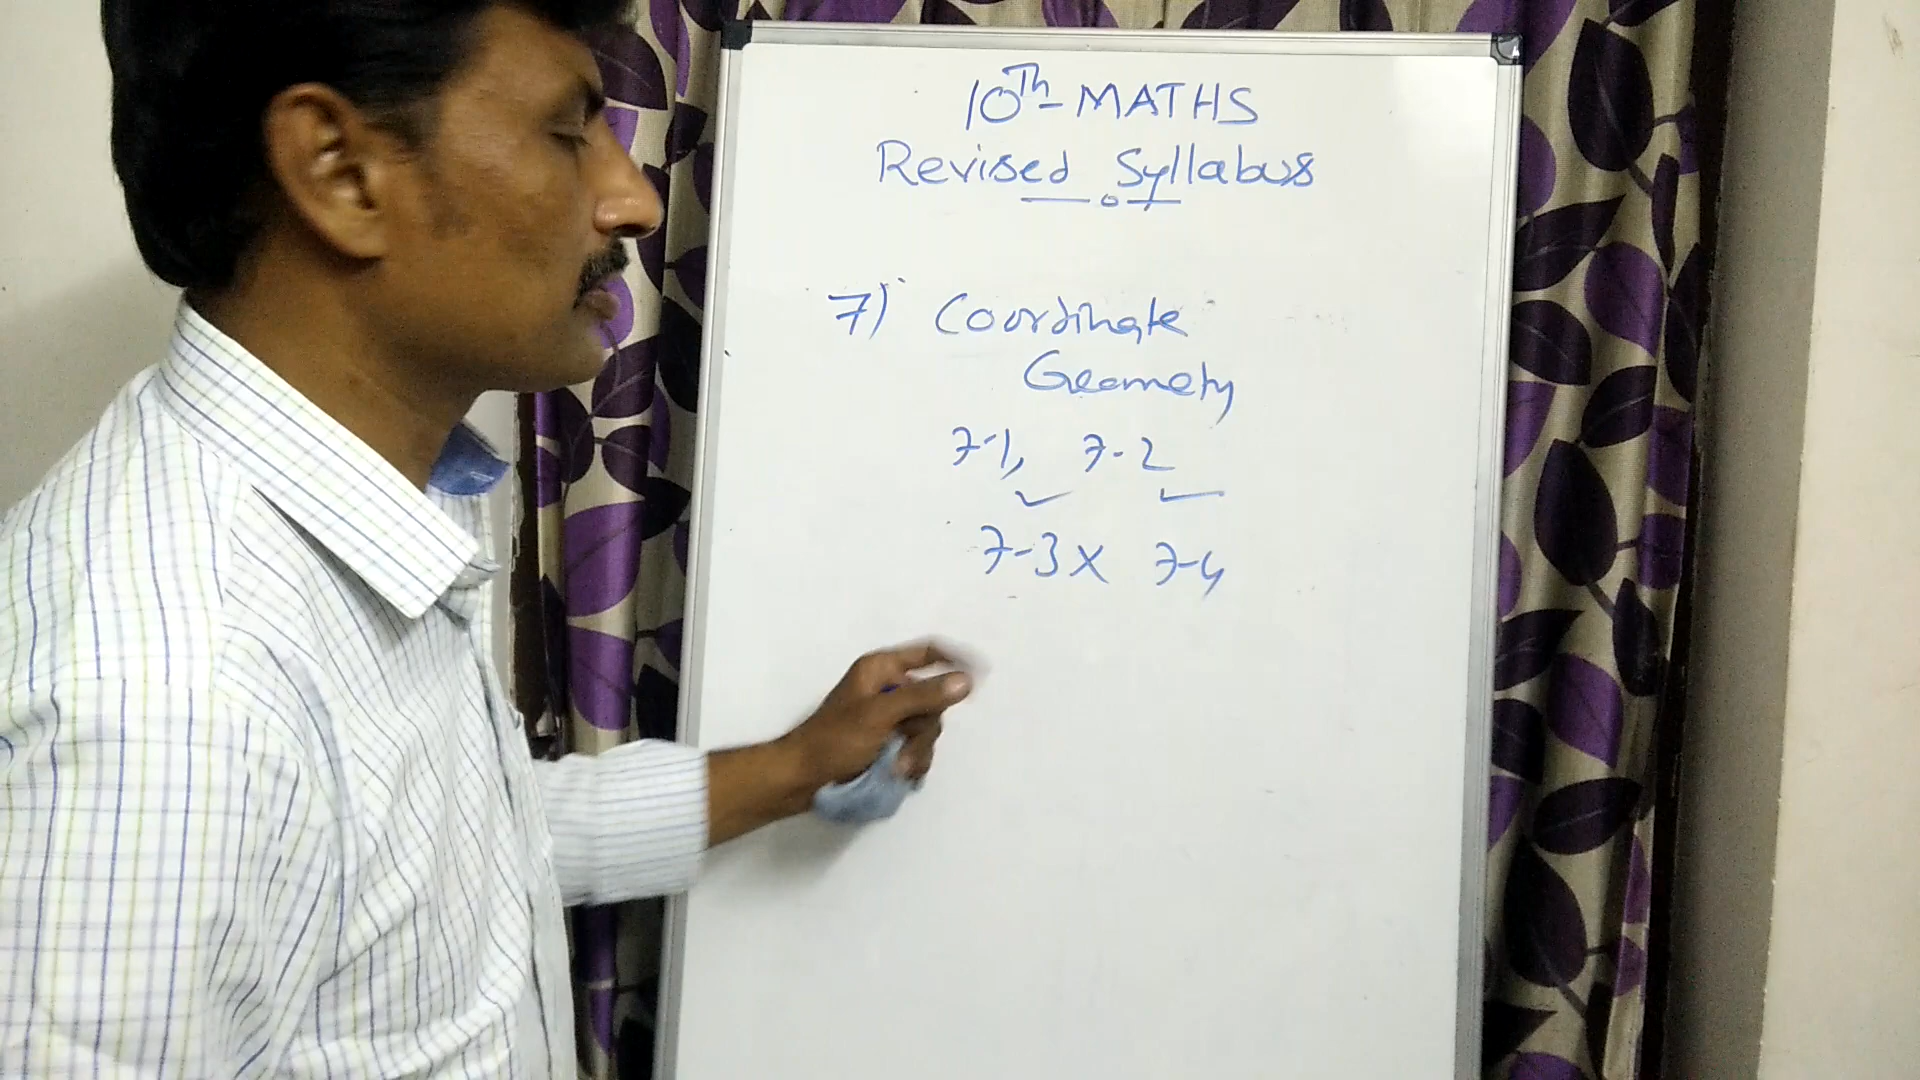 10Th- MATHS
Revised Syllabus
7) Coordinate
Geometry
7-1, 7-2
7-3 X 7-4